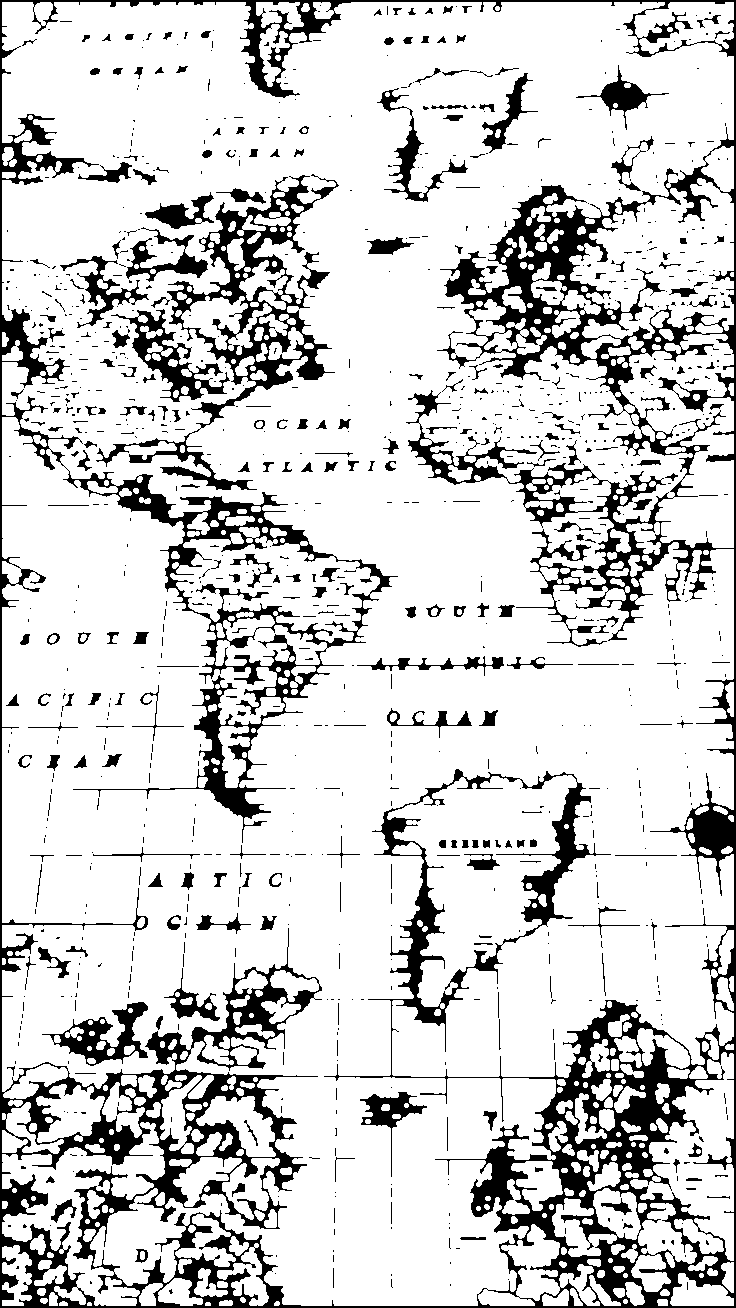 PACIFIC
OCEAN
ATLANTIC
OCEAN
ARTIC
OCEAN
UNITED STATES
OCEAN
ATLANTIC
BRASIL
SOUTH
ACIFIC
CEAN
SOUTH
ATLANTIC
OCEAN
GREENLAND
ARTIC
OCEAN
D